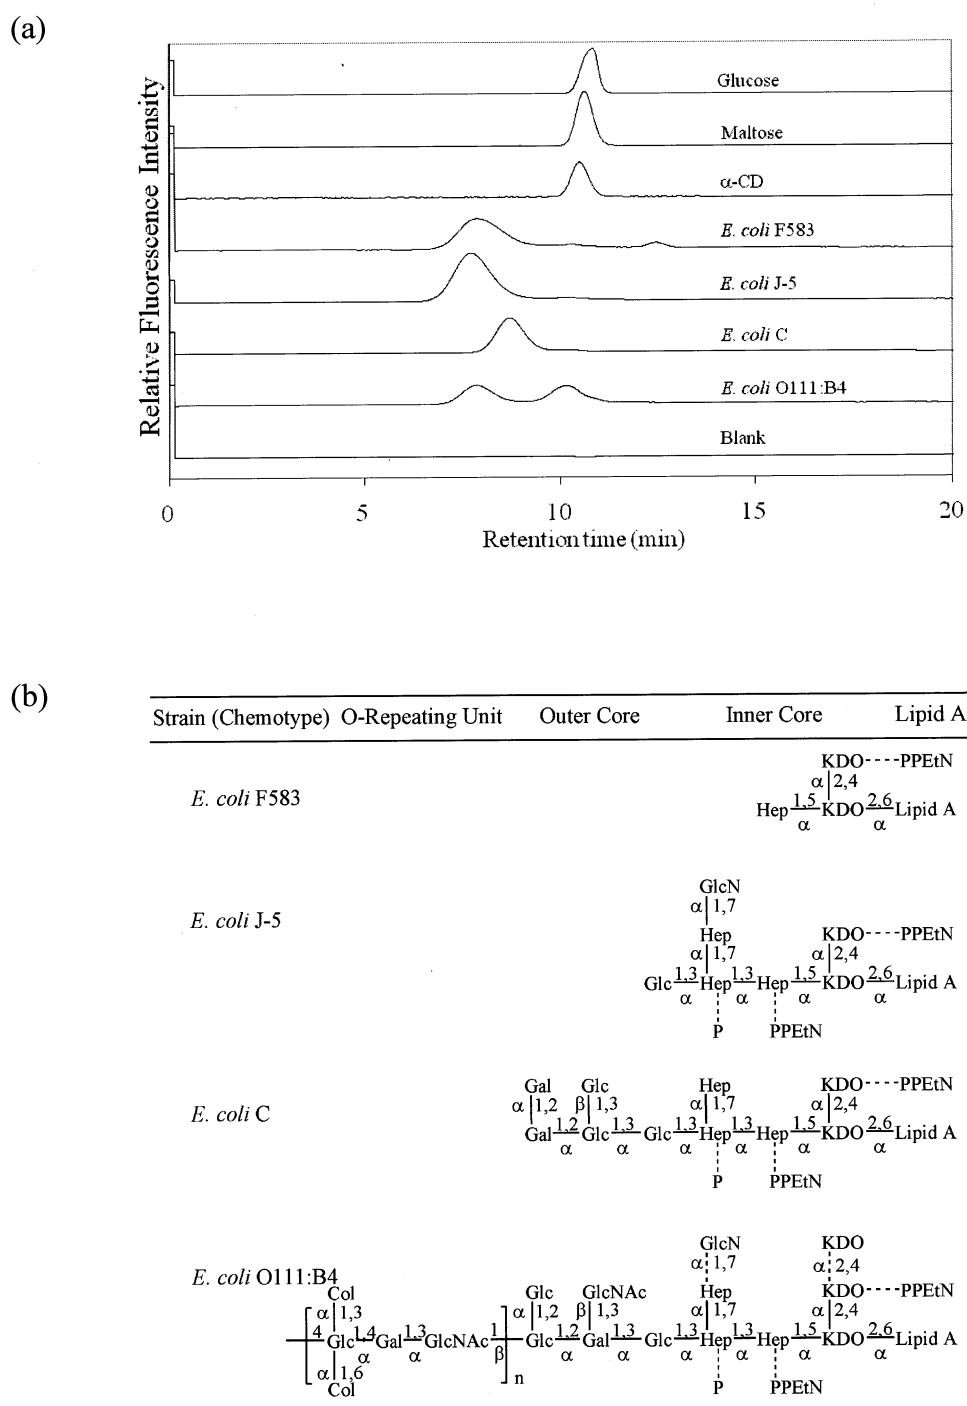 (a)
Relative Fluorescence Intensity
Glucose
Maltose
α-CD
E. coli F583
E. coli J-5
E. coli C
E. coli O111:B4
Blank
0 5 10 15 20
Retention time (min)
(b)
Strain (Chemotype) O-Repeating Unit Outer Core Inner Core Lipid A
KDO----PPEtN
α 2,4
E. coli F583
Hep 1,5 KDO 2,6 Lipid A
α α
GlcN
α 1,7
E. coli J-5
Hep KDO----PPEtN
α 1,7 α 2,4
Glc 1,3 Hep 1,3 Hep 1,5 KDO 2,6 Lipid A
α α α α
P PPEtN
Gal Glc Hep KDO----PPEtN
α 1,2 β 1,3 α 1,7 α 2,4
E. coli C
Gal 1,2 Glc 1,3 Glc 1,3 Hep 1,3 Hep 1,5 KDO 2,6 Lipid A
α α α α α α
P PPEtN
GlcN KDO
α 1,7 α 2,4
E. coli O111:B4
Col Glc GlcNAc Hep KDO----PPEtN
α 1,3 α 1,2 β 1,3 α 1,7 α 2,4
4 Glc 1,4 Gal 1,3 GlcNAc 1 Glc 1,2 Gal 1,3 Glc 1,3 Hep 1,3 Hep 1,5 KDO 2,6 Lipid A
α α β α α α α α α
α 1,6 n
Col P PPEtN